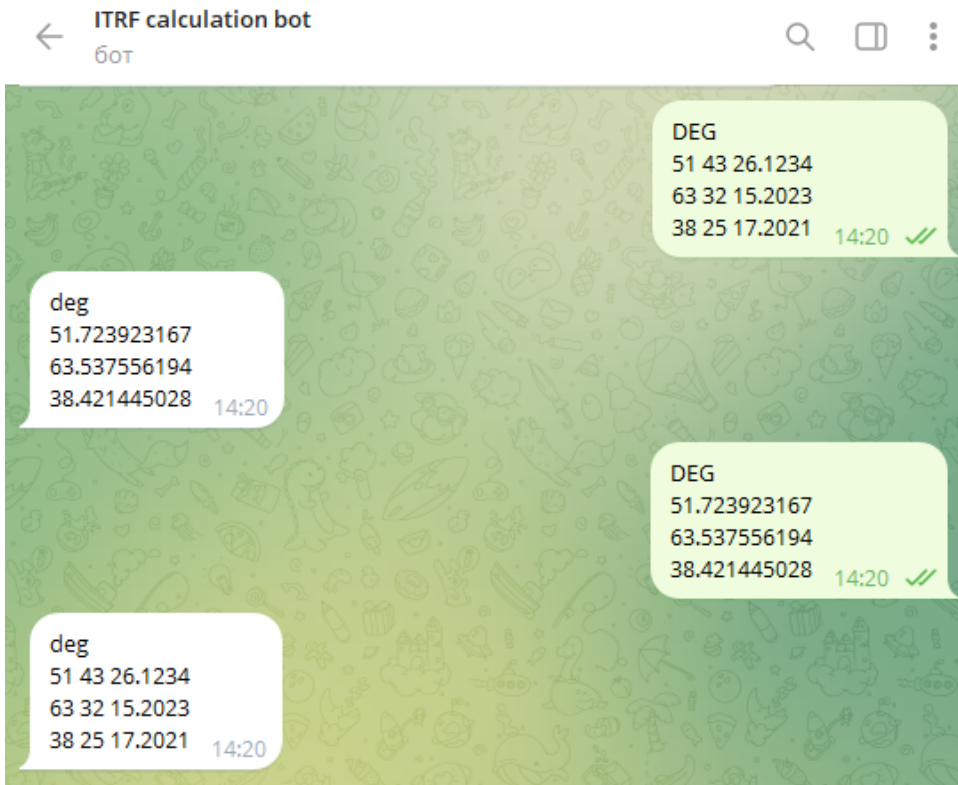 ITRF calculation bot
бот
DEG
51 43 26.1234
63 32 15.2023
38 25 17.2021
14:20
deg
51.723923167
63.537556194
38.421445028
14:20
DEG
51.723923167
63.537556194
38.421445028
14:20
deg
51 43 26.1234
63 32 15.2023
38 25 17.2021
14:20